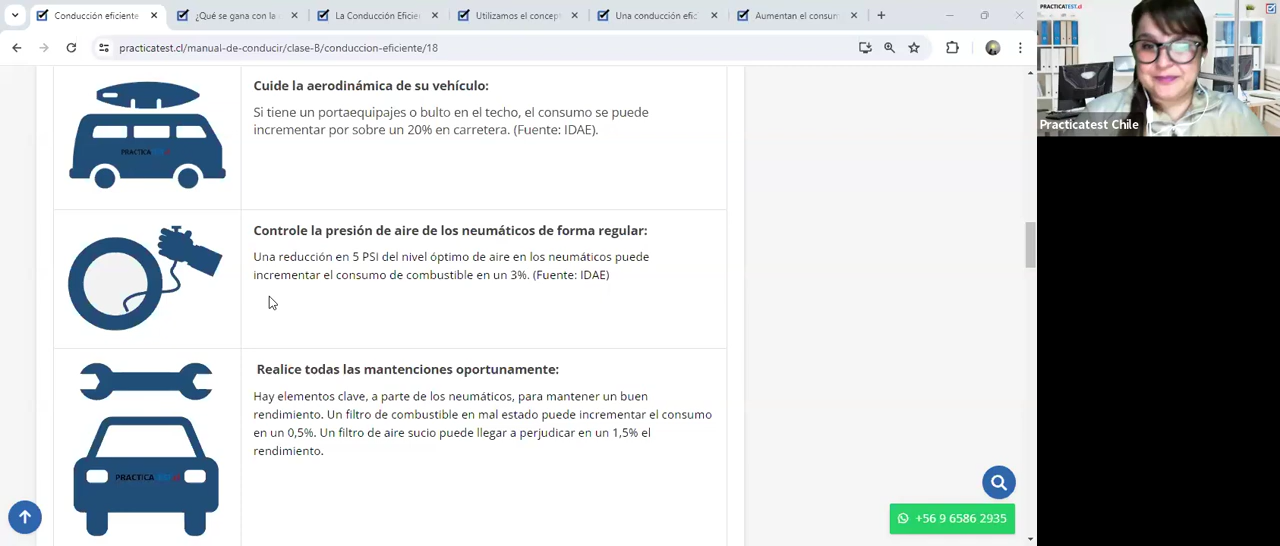 Conducción eficiente
¿Qué se gana con la
La Conducción Eficie
Utilizamos el concep
Una conducción efic
Aumentan el consum
practicatest.cl/manual-de-conducir/clase-B/conduccion-eficiente/18
PRACTICATEST.cl
Practicatest Chile
Cuide la aerodinámica de su vehículo:
Si tiene un portaequipajes o bulto en el techo, el consumo se puede
incrementar por sobre un 20% en carretera. (Fuente: IDAE).
PRACTICATEST.cl
Controle la presión de aire de los neumáticos de forma regular:
Una reducción en 5 PSi del nivel óptimo de aire en los neumáticos puede
incrementar el consumo de combustible en un 3%. (Fuente: IDAE)
Realice todas las mantenciones oportunamente:
Hay elementos clave, a parte de los neumáticos, para mantener un buen
rendimiento. Un filtro de combustible en mal estado puede incrementar el consumo
en un 0,5%. Un filtro de aire sucio puede llegar a perjudicar en un 1,5% el
rendimiento.
PRACTICATEST.cl
+56 9 6586 2935